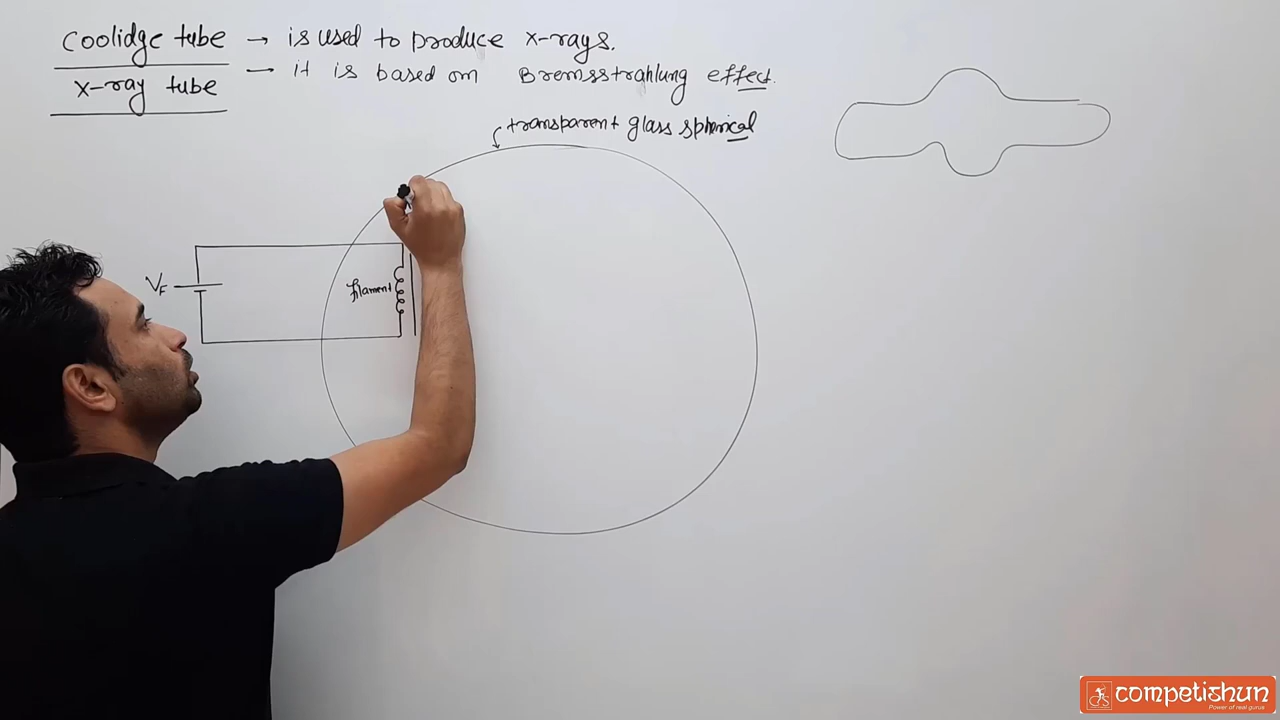 Coolidge tube → is used to produce x-rays.
x-ray tube — it is based on Bremsstrahlung effect.
transparent glass spherical
VF
filament
competishun
Power of real gurus